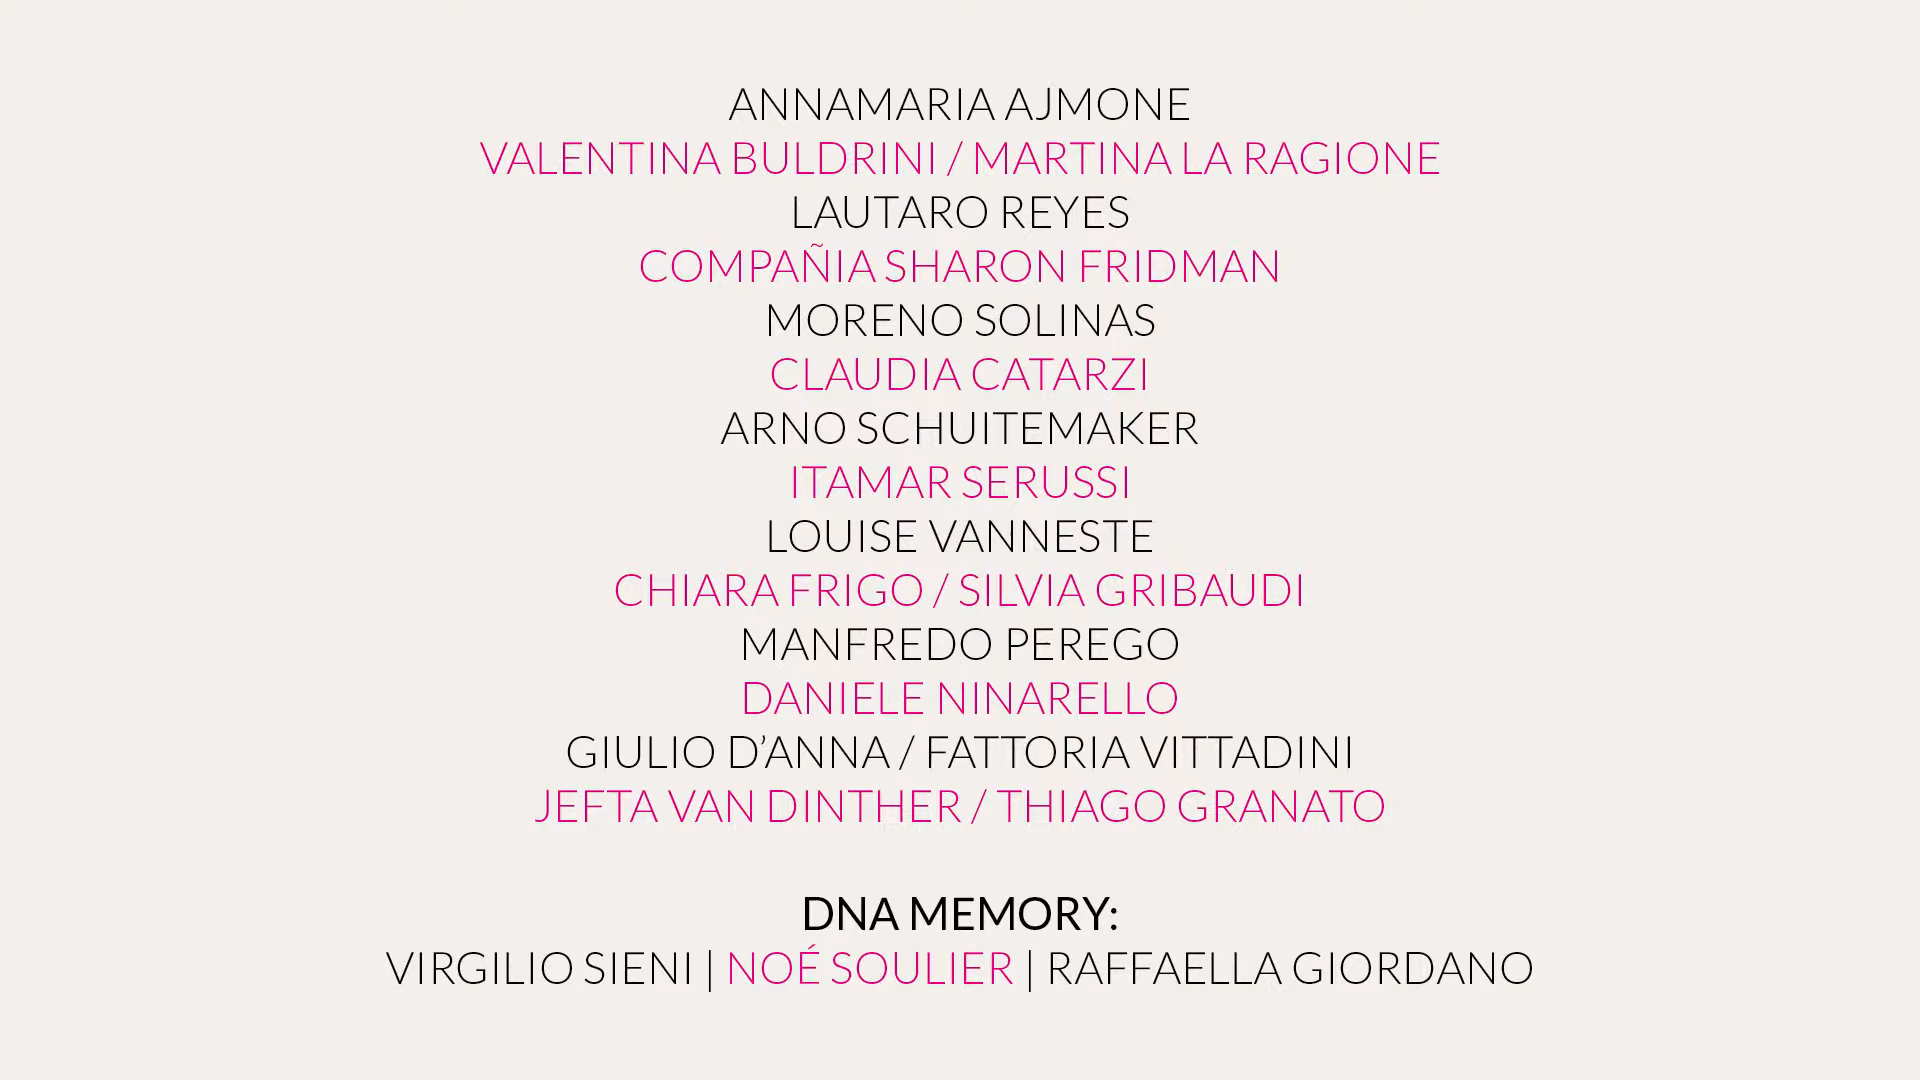 ANNAMARIA AJMONE
VALENTINA BULDRINI / MARTINA LA RAGIONE
LAUTARO REYES
COMPAÑIA SHARON FRIDMAN
MORENO SOLINAS
CLAUDIA CATARZI
ARNO SCHUITEMAKER
ITAMAR SERUSSI
LOUISE VANNESTE
CHIARA FRIGO / SILVIA GRIBAUDI
MANFREDO PEREGO
DANIELE NINARELLO
GIULIO D’ANNA / FATTORIA VITTADINI
JEFTA VAN DINTHER / THIAGO GRANATO
DNA MEMORY:
VIRGILIO SIENI | NOÉ SOULIER | RAFFAELLA GIORDANO